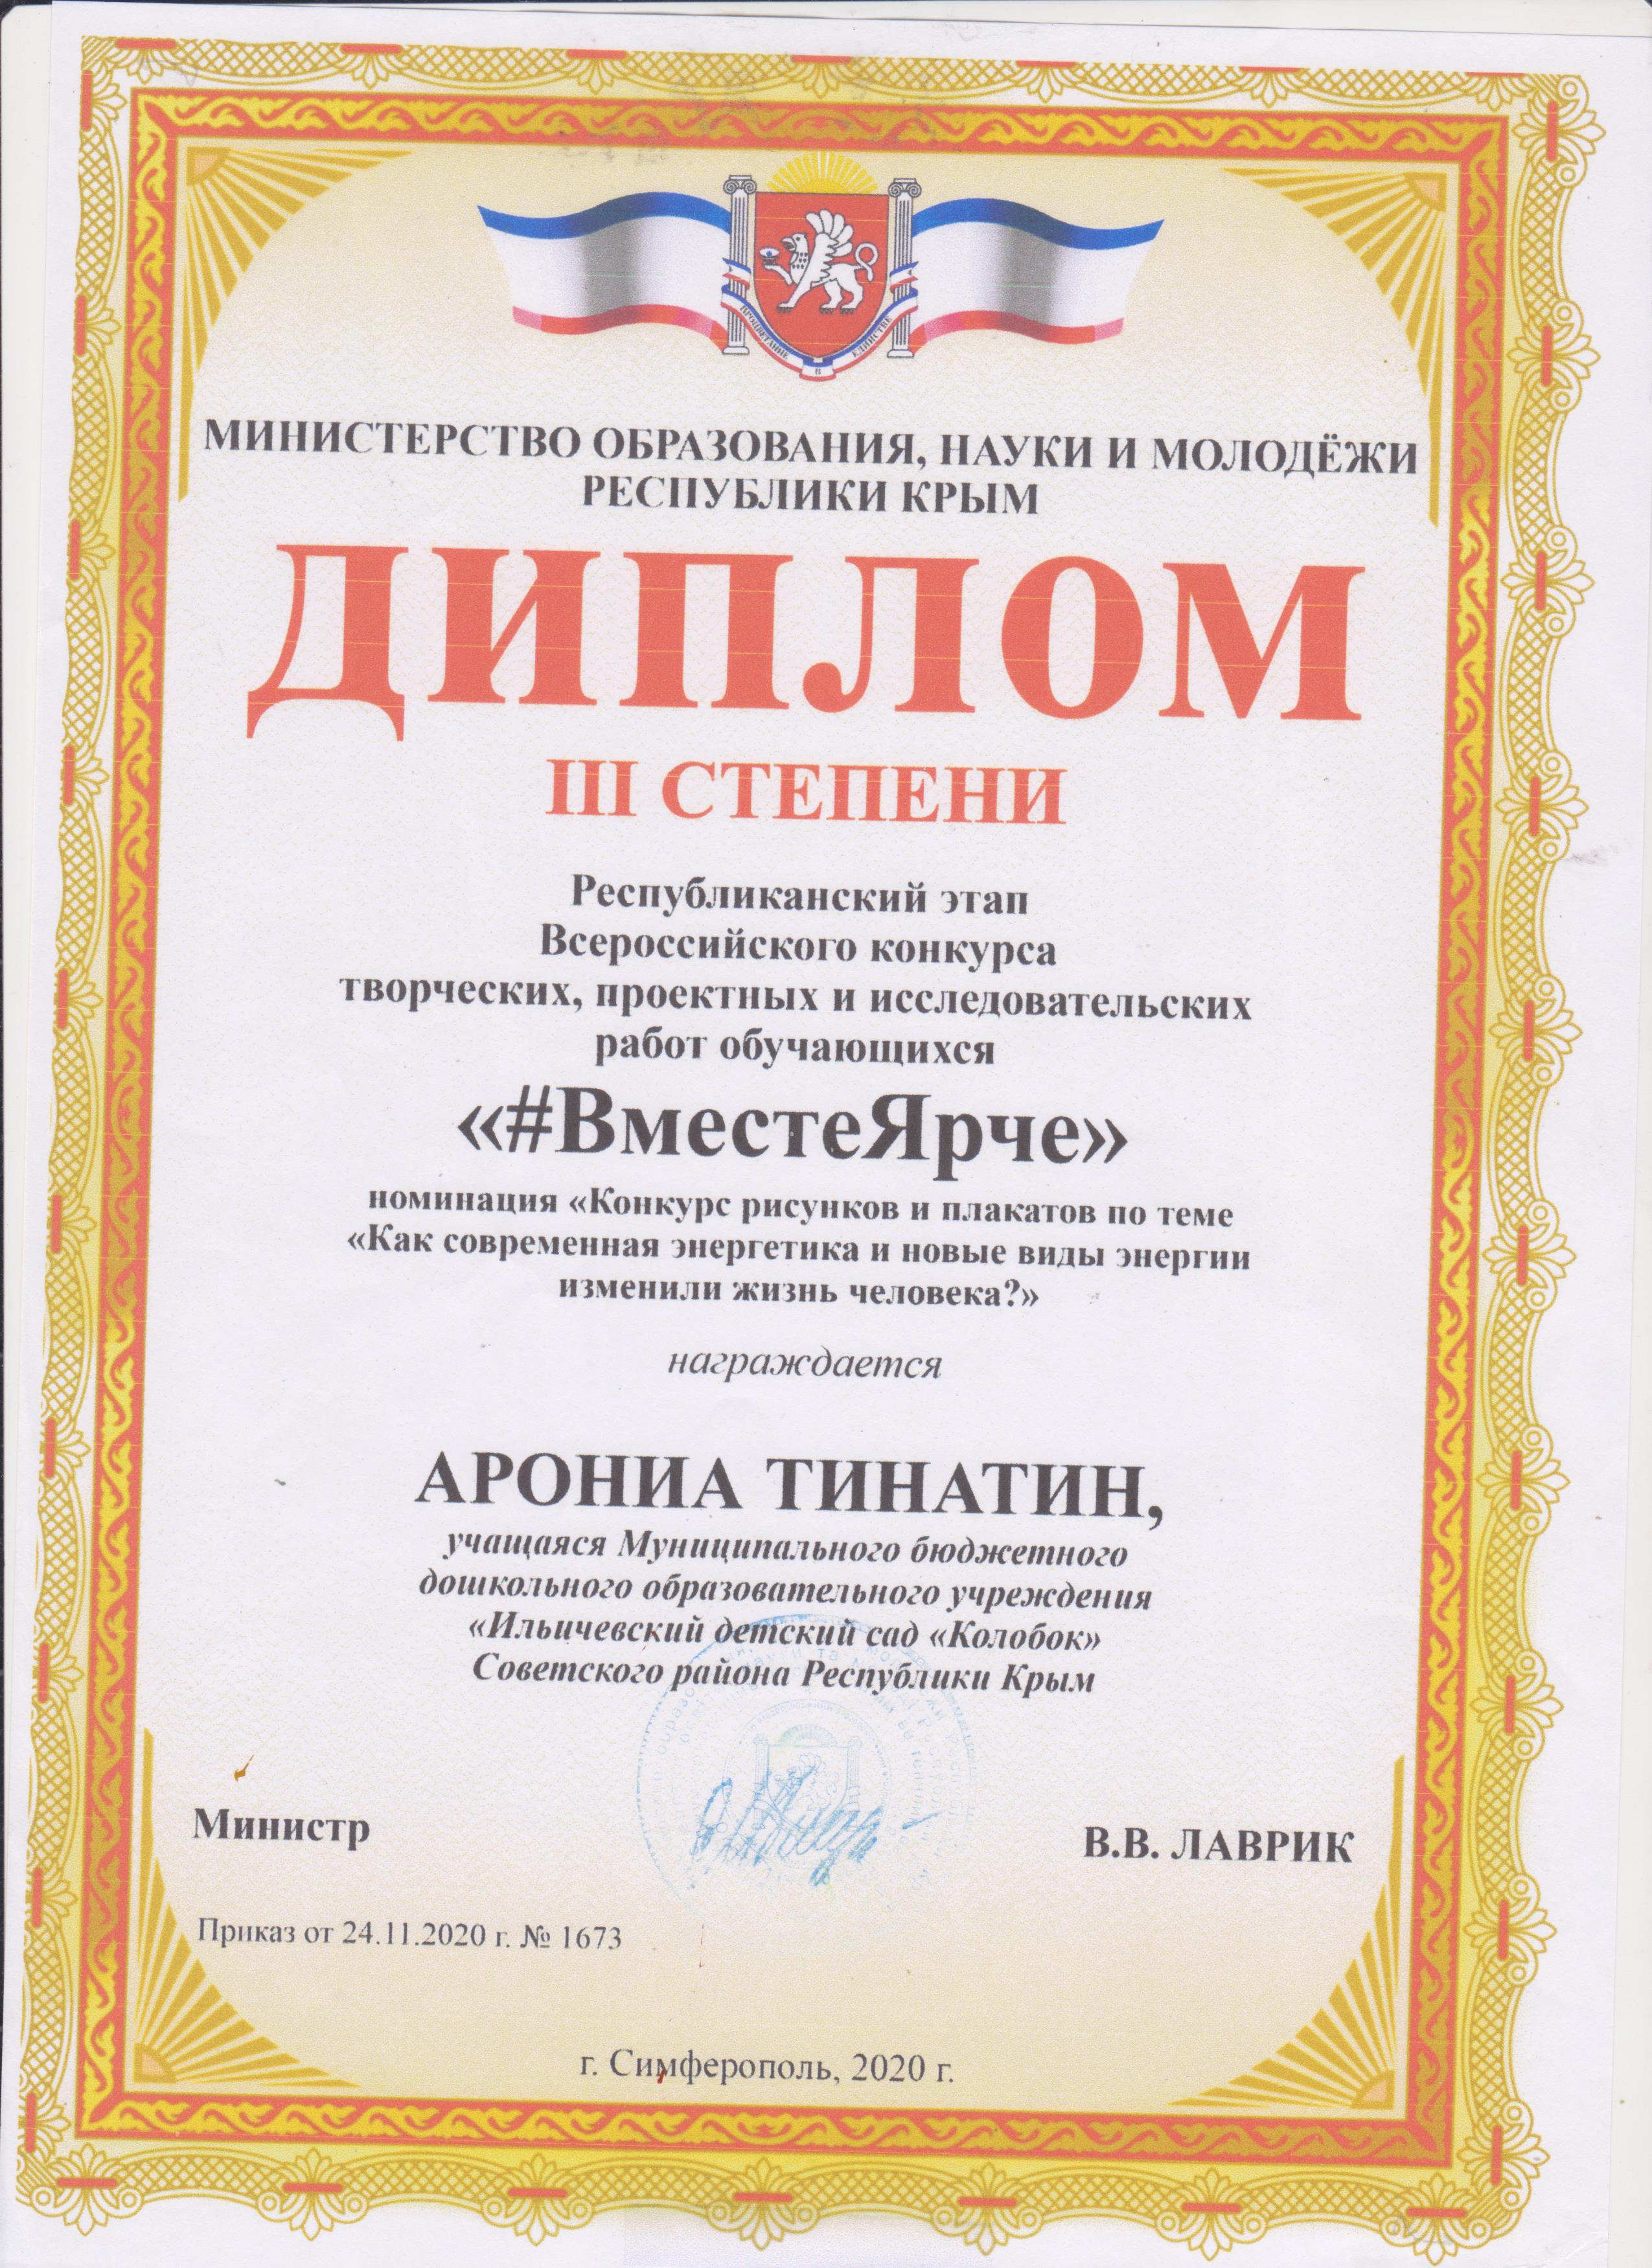 ПРОЦВЕТАНИЕ В ЕДИНСТВЕ
МИНИСТЕРСТВО ОБРАЗОВАНИЯ, НАУКИ И МОЛОДЁЖИ
РЕСПУБЛИКИ КРЫМ
ДИПЛОМ
III СТЕПЕНИ
Республиканский этап
Всероссийского конкурса
творческих, проектных и исследовательских
работ обучающихся
«#ВместеЯрче»
номинация «Конкурс рисунков и плакатов по теме
«Как современная энергетика и новые виды энергии
изменили жизнь человека?»
награждается
АРОНИА ТИНАТИН,
учащаяся Муниципального бюджетного
дошкольного образовательного учреждения
«Ильичевский детский сад «Колобок»
Советского района Республики Крым
Министр
В.В. ЛАВРИК
Приказ от 24.11.2020 г. № 1673
г. Симферополь, 2020 г.